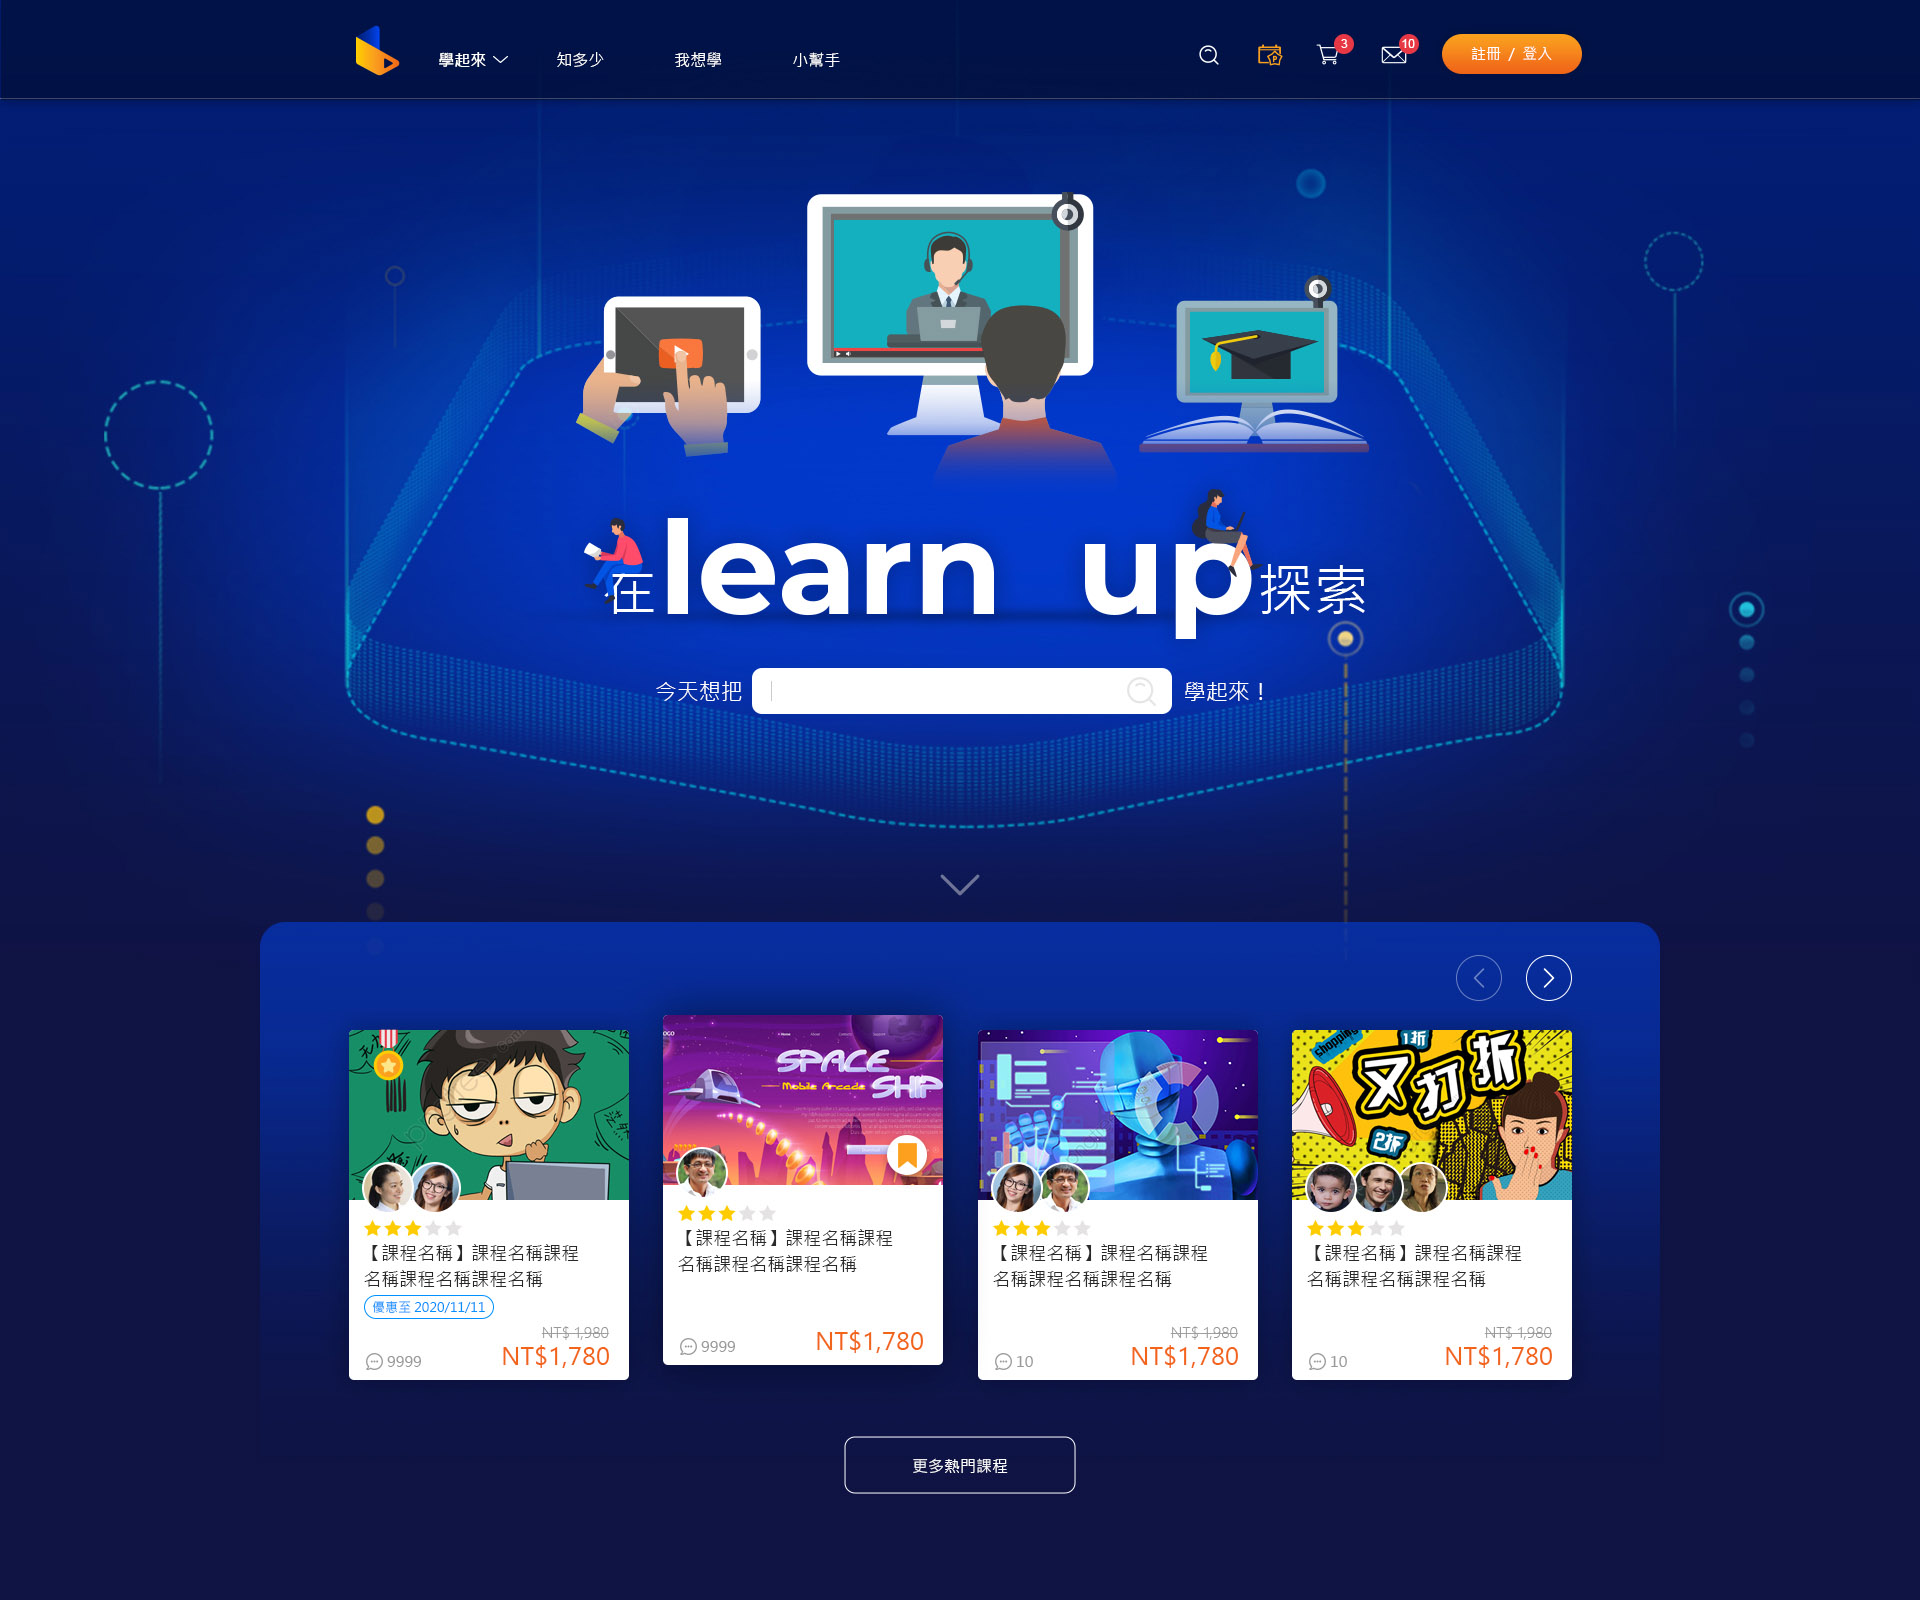 學起來
知多少
我想學
小幫手
3
10
註冊 / 登入
在learn up探索
今天想把
學起來！
SPACE
Mobile Arcade SHIP
shopping
1折
又打折
2折
【課程名稱】課程名稱課程
名稱課程名稱課程名稱
優惠至 2020/11/11
NT$ 1,980
9999
NT$1,780
【課程名稱】課程名稱課程
名稱課程名稱課程名稱
9999
NT$1,780
【課程名稱】課程名稱課程
名稱課程名稱課程名稱
NT$ 1,980
10
NT$1,780
【課程名稱】課程名稱課程
名稱課程名稱課程名稱
NT$ 1,980
10
NT$1,780
更多熱門課程